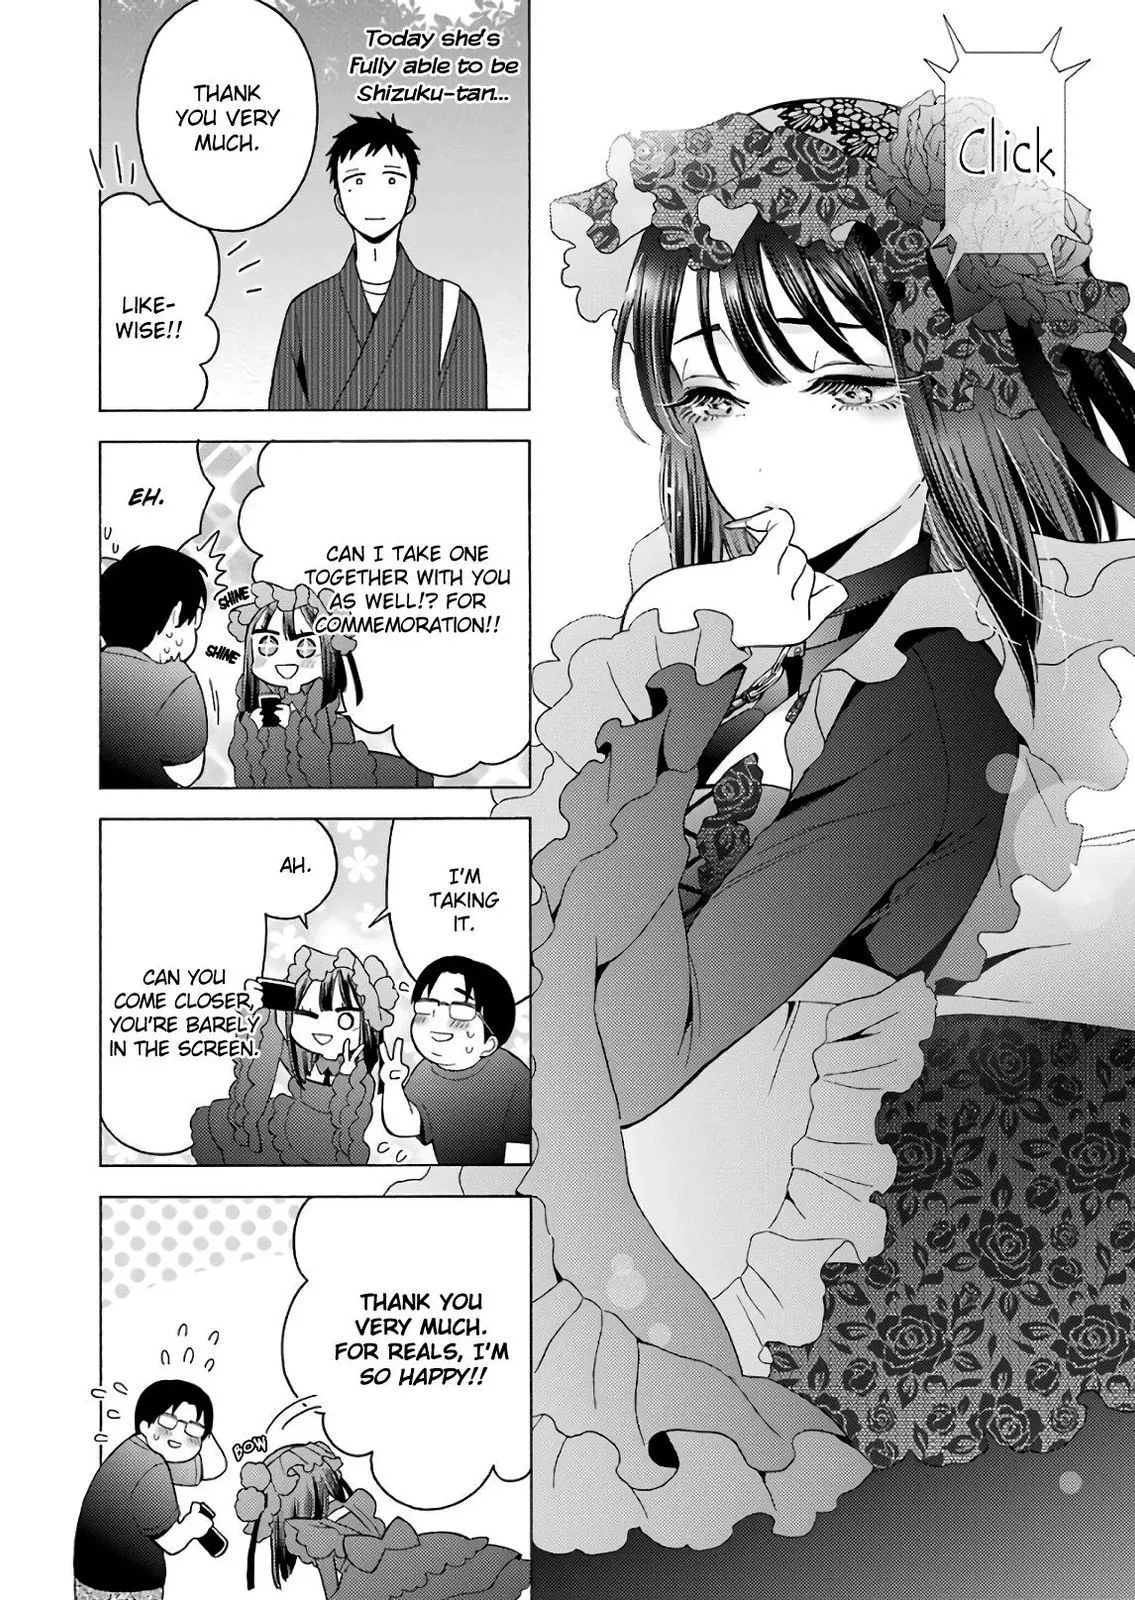 Click
Today she's
Fully able to be
Shizuku-tan...
THANK
YOU VERY
MUCH.
LIKE-
WISE!!
CAN I TAKE ONE
TOGETHER WITH YOU
AS WELL!? FOR
COMMEMORATION!!
SHINE
SHINE
EH.
I'M
TAKING
IT.
AH.
CAN YOU
COME CLOSER,
YOU'RE BARELY
IN THE SCREEN.
THANK YOU
VERY MUCH.
FOR REALS, I'M
SO HAPPY!!
BOW